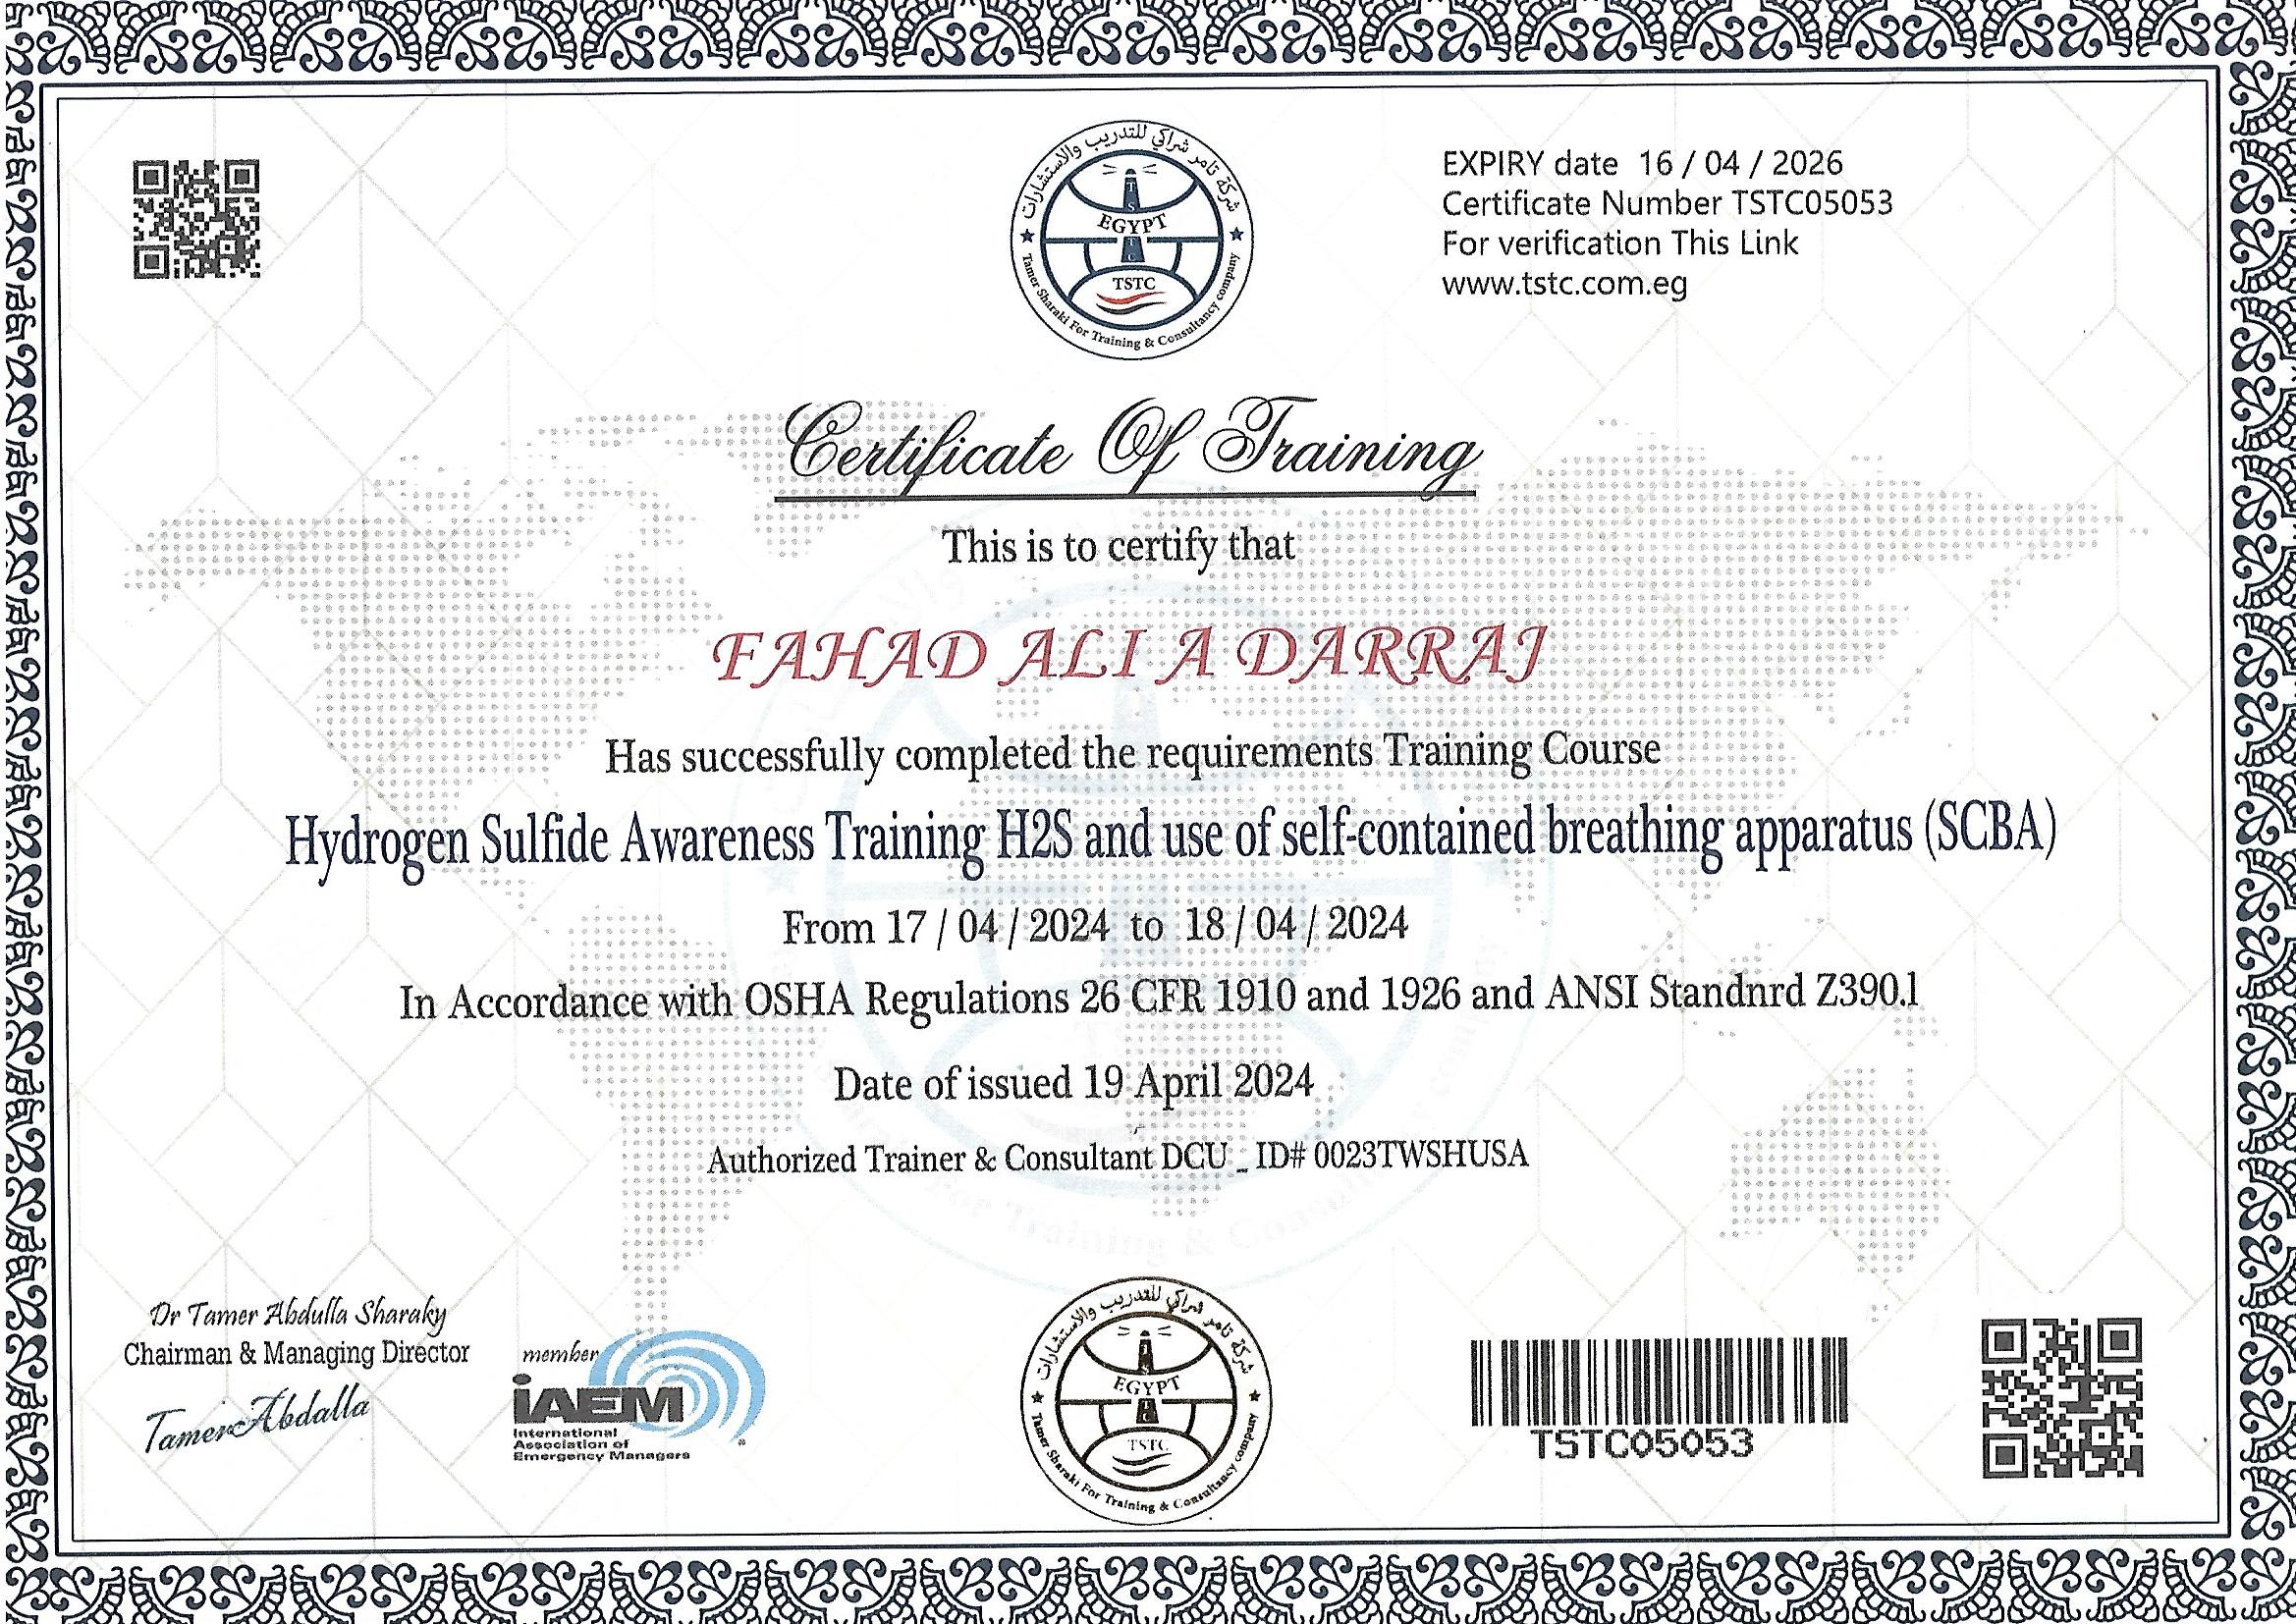 شركة تامر شراكي للتدريب والاستشارات
T
S
EGYPT
T
C
TSTC
Tamer Sharaki For Training & Consultancy company
EXPIRY date 16 / 04 / 2026
Certificate Number TSTC05053
For verification This Link
www.tstc.com.eg
Certificate Of Training
This is to certify that
FAHAD ALI A DARRAJ
Has successfully completed the requirements Training Course
Hydrogen Sulfide Awareness Training H2S and use of self-contained breathing apparatus (SCBA)
From 17 / 04 / 2024 to 18 / 04 / 2024
In Accordance with OSHA Regulations 26 CFR 1910 and 1926 and ANSI Standnrd Z390.1
Date of issued 19 April 2024
Authorized Trainer & Consultant DCU _ ID# 0023TWSHUSA
Dr Tamer Abdulla Sharaky
Chairman & Managing Director
Tamer Abdalla
member
iAEM
International
Association of
Emergency Managers
شركة تامر شراكي للتدريب والاستشارات
EGYPT
TSTC
Tamer Sharaki For Training & Consultancy company
TSTC05053